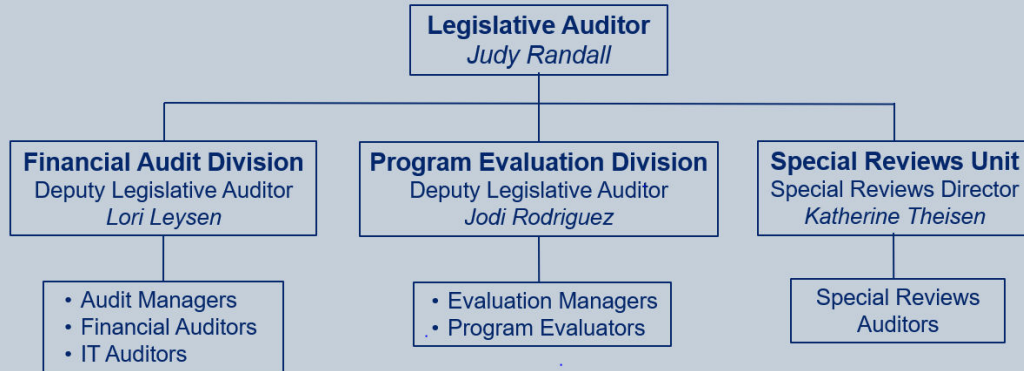 Legislative Auditor
Judy Randall
Financial Audit Division
Deputy Legislative Auditor
Lori Leysen
Program Evaluation Division
Deputy Legislative Auditor
Jodi Rodriguez
Special Reviews Unit
Special Reviews Director
Katherine Theisen
• Audit Managers
• Financial Auditors
• IT Auditors
• Evaluation Managers
• Program Evaluators
Special Reviews
Auditors